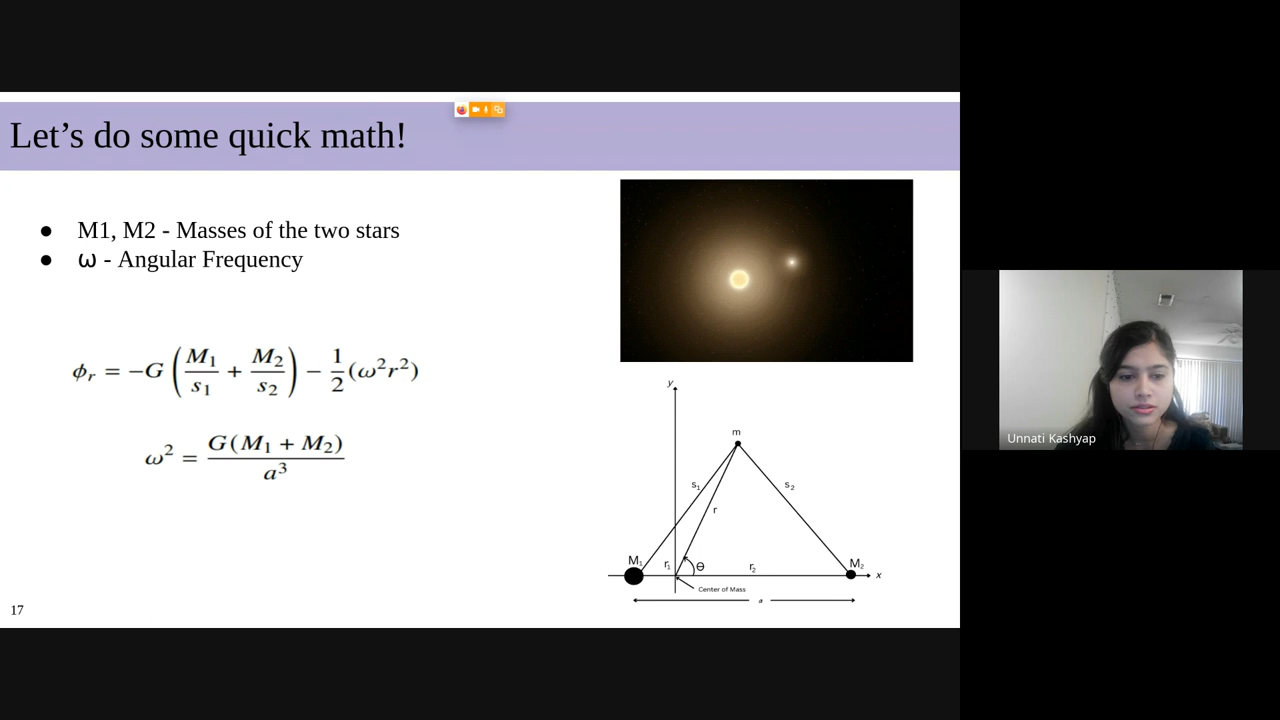 Let's do some quick math!
● M1, M2 - Masses of the two stars
● ω - Angular Frequency
ϕᵣ = −G (M₁/s₁ + M₂/s₂) − 1/2 (ω²r²)
ω² = G(M₁ + M₂)/a³
y
m
s₁
s₂
r
M₁
r₁
θ
r₂
M₂
x
Center of Mass
a
17
Unnati Kashyap